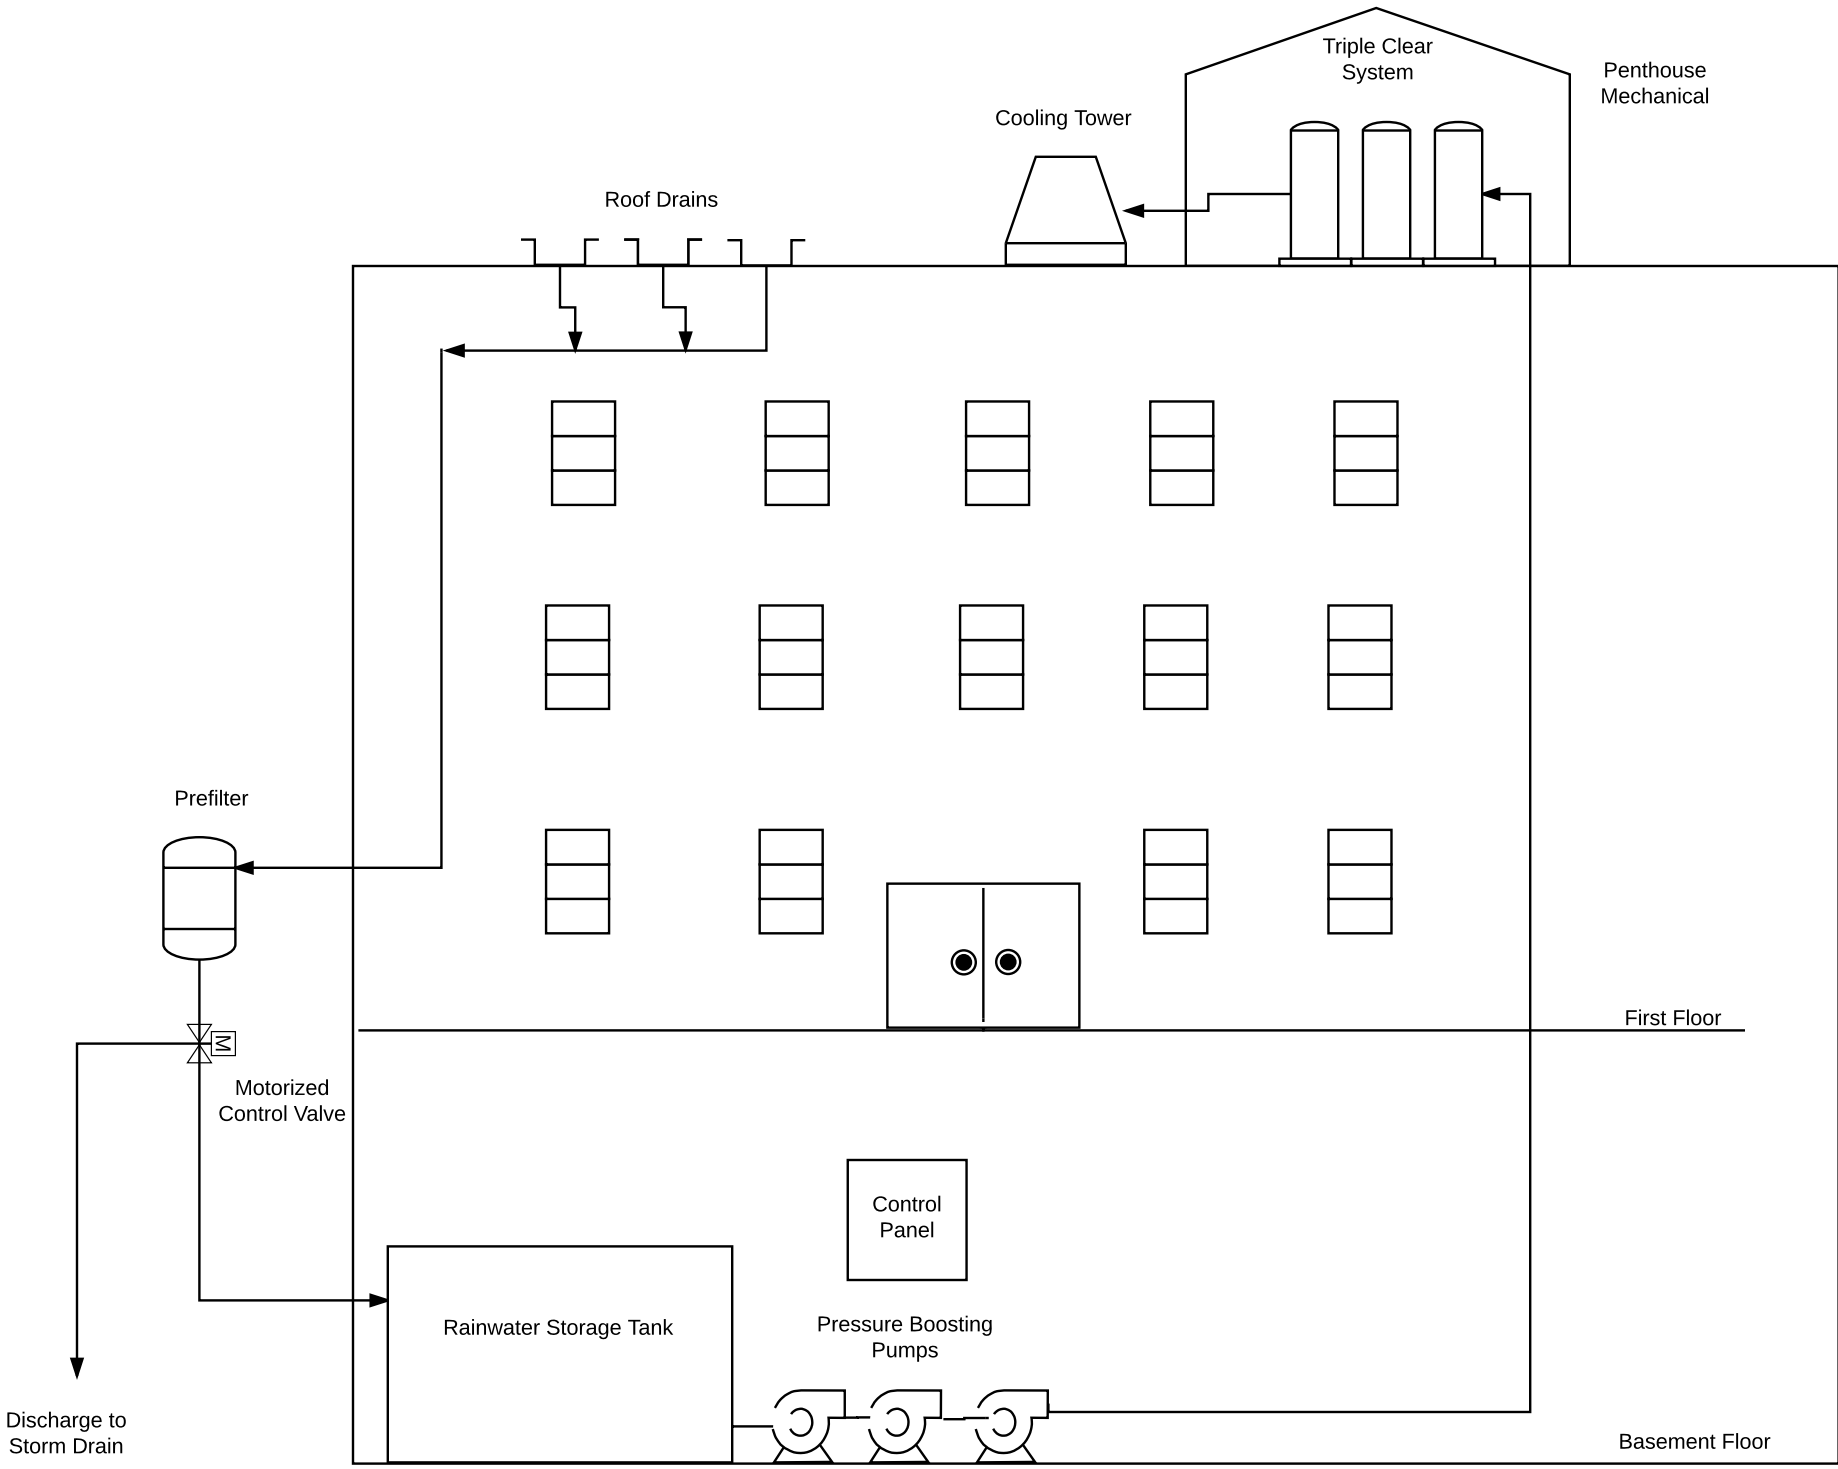 Triple Clear
System
Penthouse
Mechanical
Cooling Tower
Roof Drains
Prefilter
First Floor
M
Motorized
Control Valve
Control
Panel
Rainwater Storage Tank
Pressure Boosting
Pumps
Discharge to
Storm Drain
Basement Floor